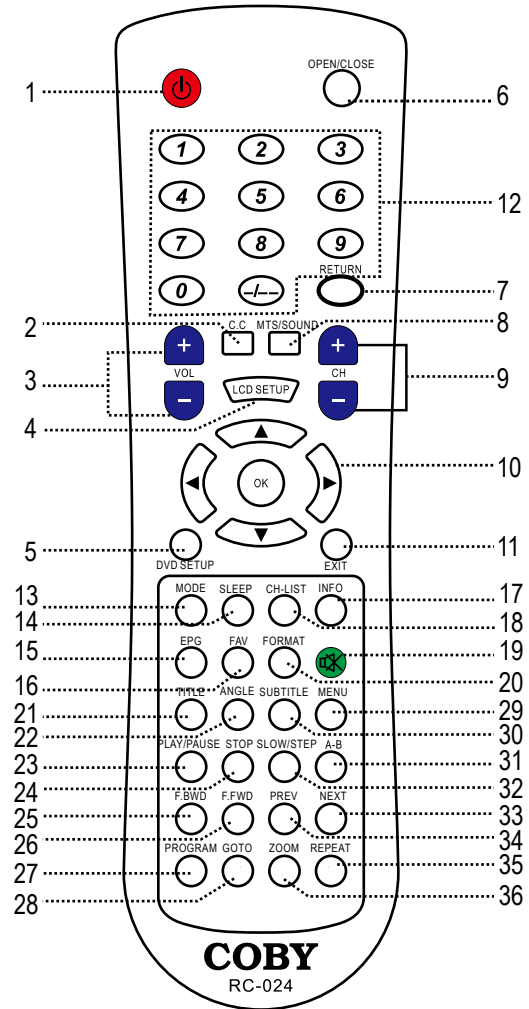 OPEN/CLOSE
1
6
1 2 3
4 5 6
12
7 8 9
RETURN
0 -/--
7
2
C.C MTS/SOUND
8
+ +
3
VOL CH
9
- -
LCD SETUP
4
10
OK
5
11
DVD SETUP EXIT
MODE SLEEP CH-LIST INFO
13
17
14
18
EPG FAV FORMAT
15
19
16
20
TITLE ANGLE SUBTITLE MENU
21
29
22
30
PLAY/PAUSE STOP SLOW/STEP A-B
23
31
24
32
F.BWD F.FWD PREV NEXT
25
33
26
34
PROGRAM GOTO ZOOM REPEAT
27
35
28
36
COBY
RC-024